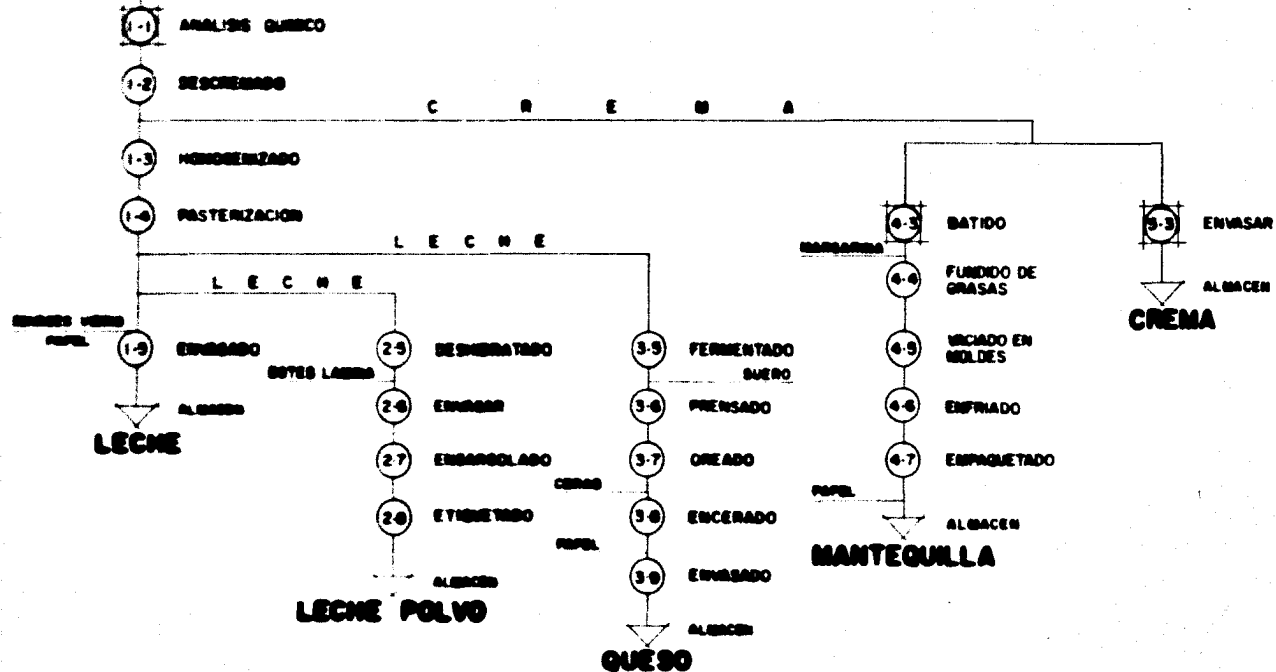 1-1 ANALISIS QUIMICO
1-2 DESCREMADO
C R E M A
1-3 HOMOGENIZADO
1-4 PASTERIZACION
L E C H E
L E C H E
PAPEL
1-5 ENVASADO
ALMACEN
LECHE
2-5 DESHIDRATADO
BOTES LAMINA
2-6 ENVASAR
2-7 ENGARGOLADO
2-8 ETIQUETADO
ALMACEN
LECHE POLVO
3-5 FERMENTADO
SUERO
3-6 PRENSADO
3-7 OREADO
CERAS
3-8 ENCERADO
PAPEL
3-9 ENVASADO
ALMACEN
QUESO
4-3 BATIDO
MARGARINA
4-4 FUNDIDO DE
GRASAS
4-5 VACIADO EN
MOLDES
4-6 ENFRIADO
4-7 EMPAQUETADO
PAPEL
ALMACEN
MANTEQUILLA
5-3 ENVASAR
ALMACEN
CREMA